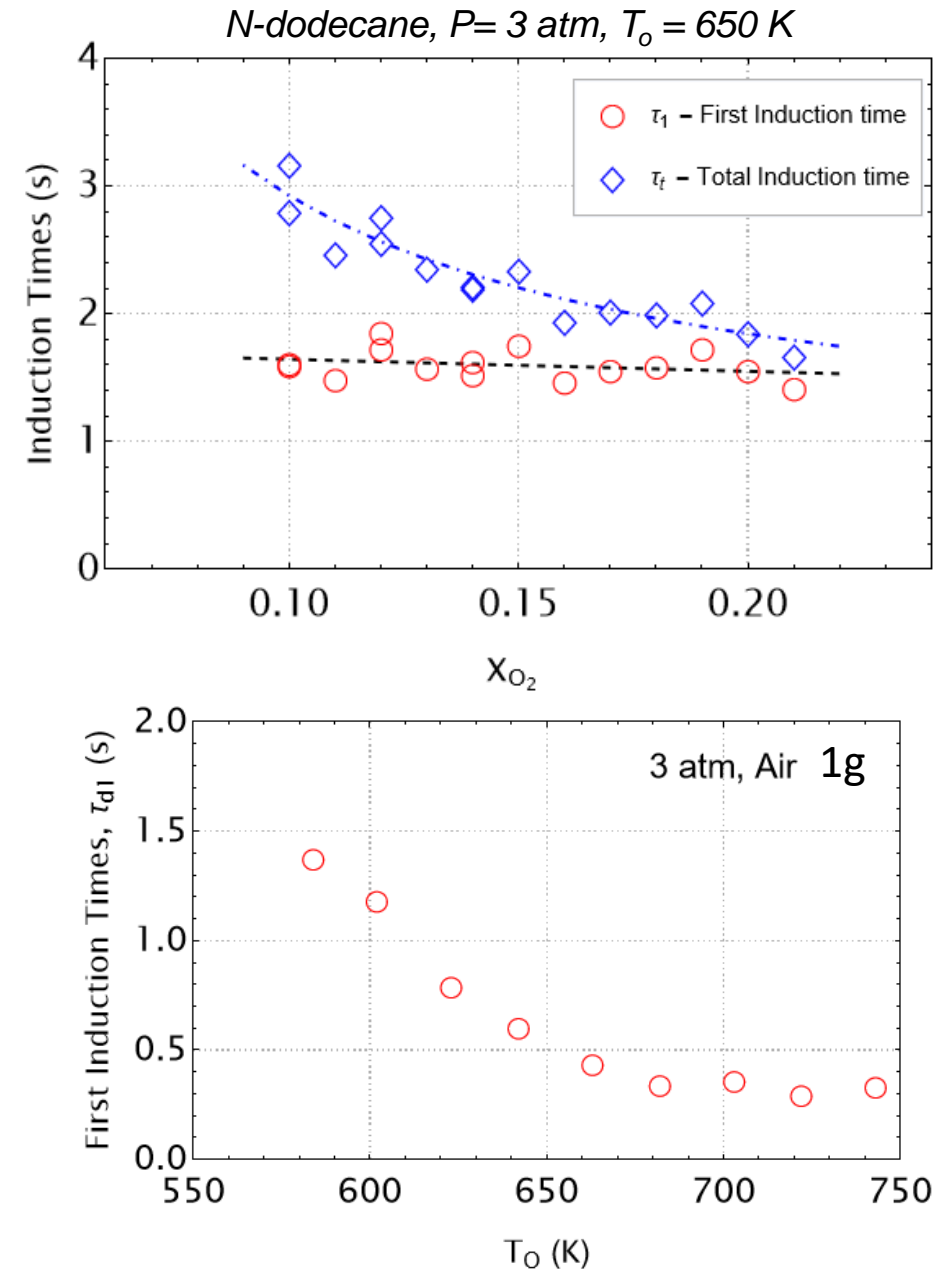 N-dodecane, P= 3 atm, To = 650 K
4
3
2
1
0
Induction Times (s)
τ1 – First Induction time
τt – Total Induction time
0.10 0.15 0.20
XO2
2.0
1.5
1.0
0.5
0.0
First Induction Times, τd1 (s)
3 atm, Air 1g
550 600 650 700 750
TO (K)